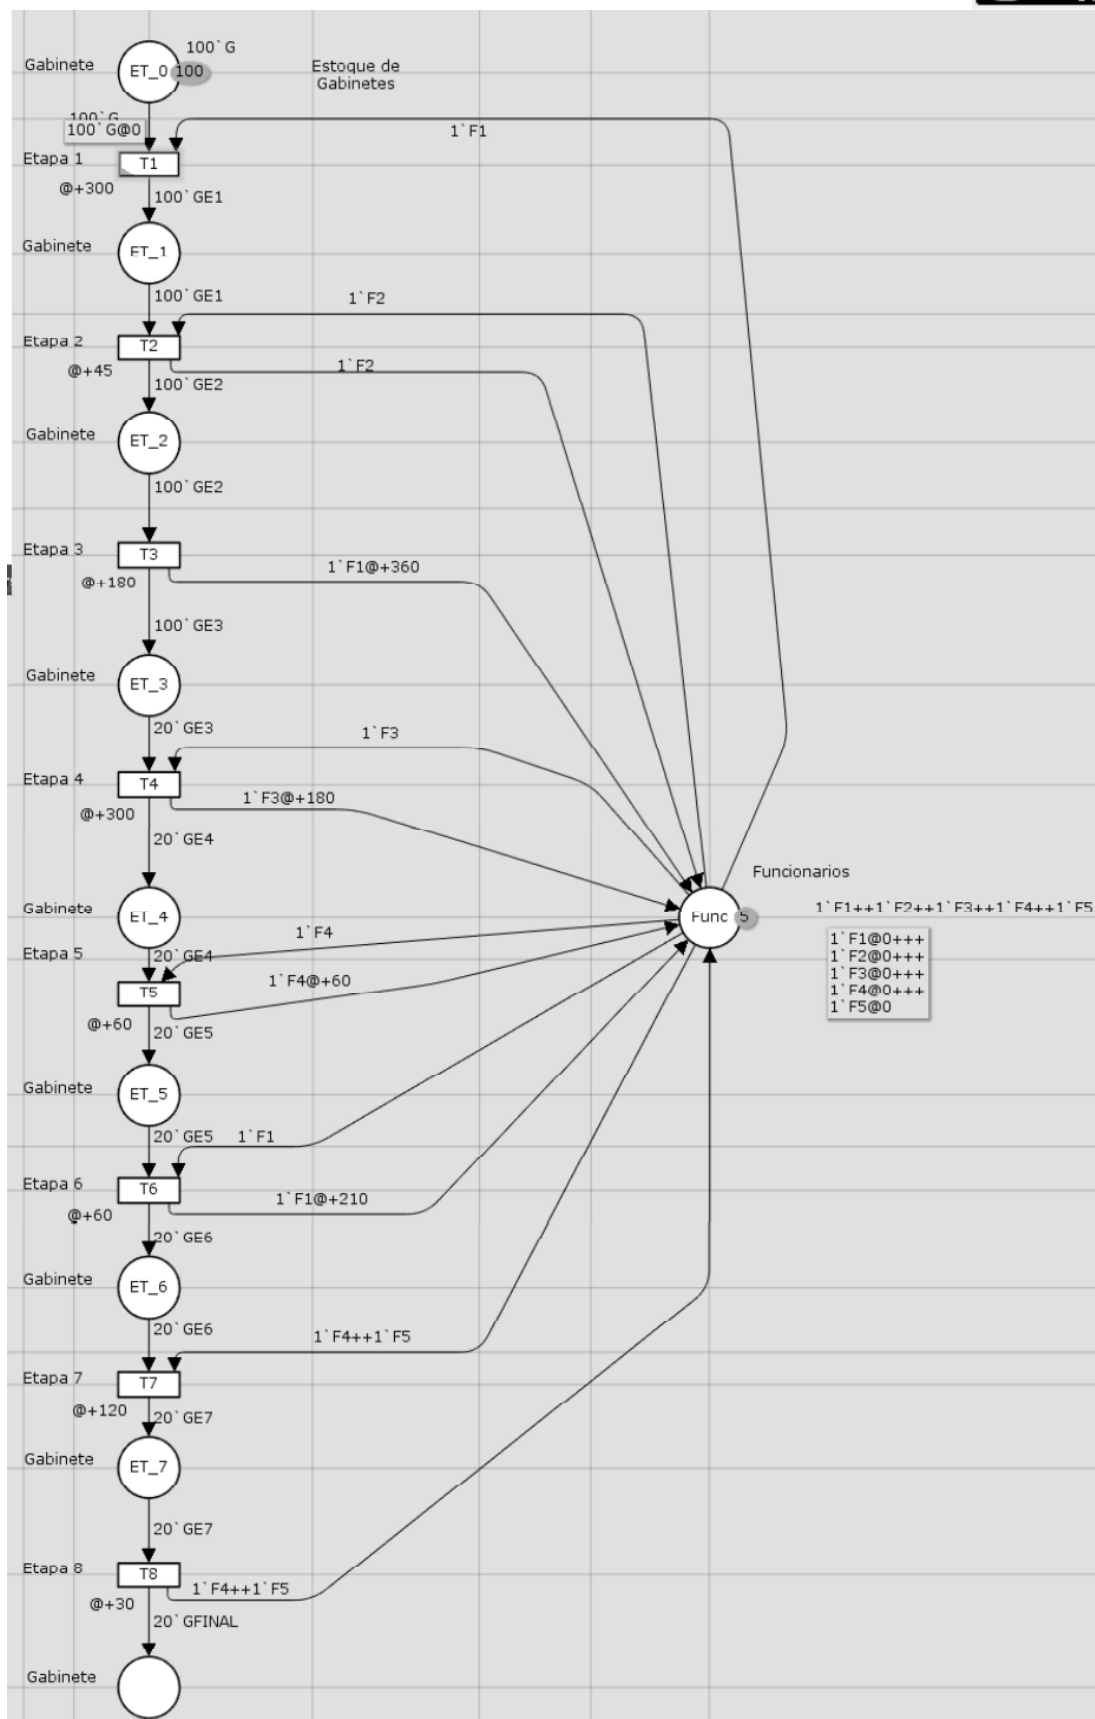 100`G
Gabinete
ET_0
100
Estoque de
Gabinetes
100`G
100`G@0
1`F1
Etapa 1
T1
@+300
100`GE1
Gabinete
ET_1
100`GE1
1`F2
Etapa 2
T2
@+45
1`F2
100`GE2
Gabinete
ET_2
100`GE2
Etapa 3
T3
@+180
1`F1@+360
100`GE3
Gabinete
ET_3
20`GE3
1`F3
Etapa 4
T4
@+300
1`F3@+180
20`GE4
Funcionarios
Gabinete
ET_4
Func
5
1`F1++1`F2++1`F3++1`F4++1`F5
1`F1@0+++
1`F2@0+++
1`F3@0+++
1`F4@0+++
1`F5@0
1`F4
Etapa 5
20`GE4
T5
1`F4@+60
@+60
20`GE5
Gabinete
ET_5
20`GE5
1`F1
Etapa 6
T6
@+60
1`F1@+210
20`GE6
Gabinete
ET_6
20`GE6
1`F4++1`F5
Etapa 7
T7
@+120
20`GE7
Gabinete
ET_7
20`GE7
Etapa 8
T8
@+30
1`F4++1`F5
20`GFINAL
Gabinete